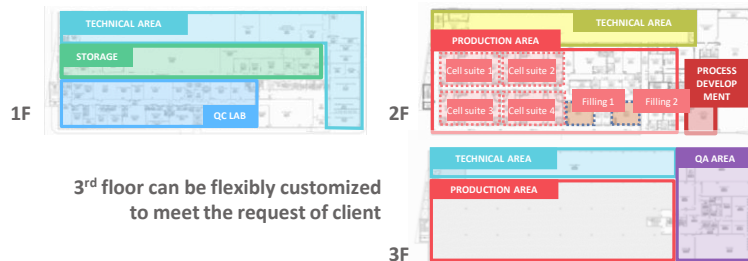 TECHNICAL AREA
STORAGE
QC LAB
1F
TECHNICAL AREA
PRODUCTION AREA
Cell suite 1
Cell suite 2
Cell suite 3
Cell suite 4
Filling 1
Filling 2
PROCESS
DEVELOP
MENT
2F
3rd floor can be flexibly customized
to meet the request of client
TECHNICAL AREA
QA AREA
PRODUCTION AREA
3F